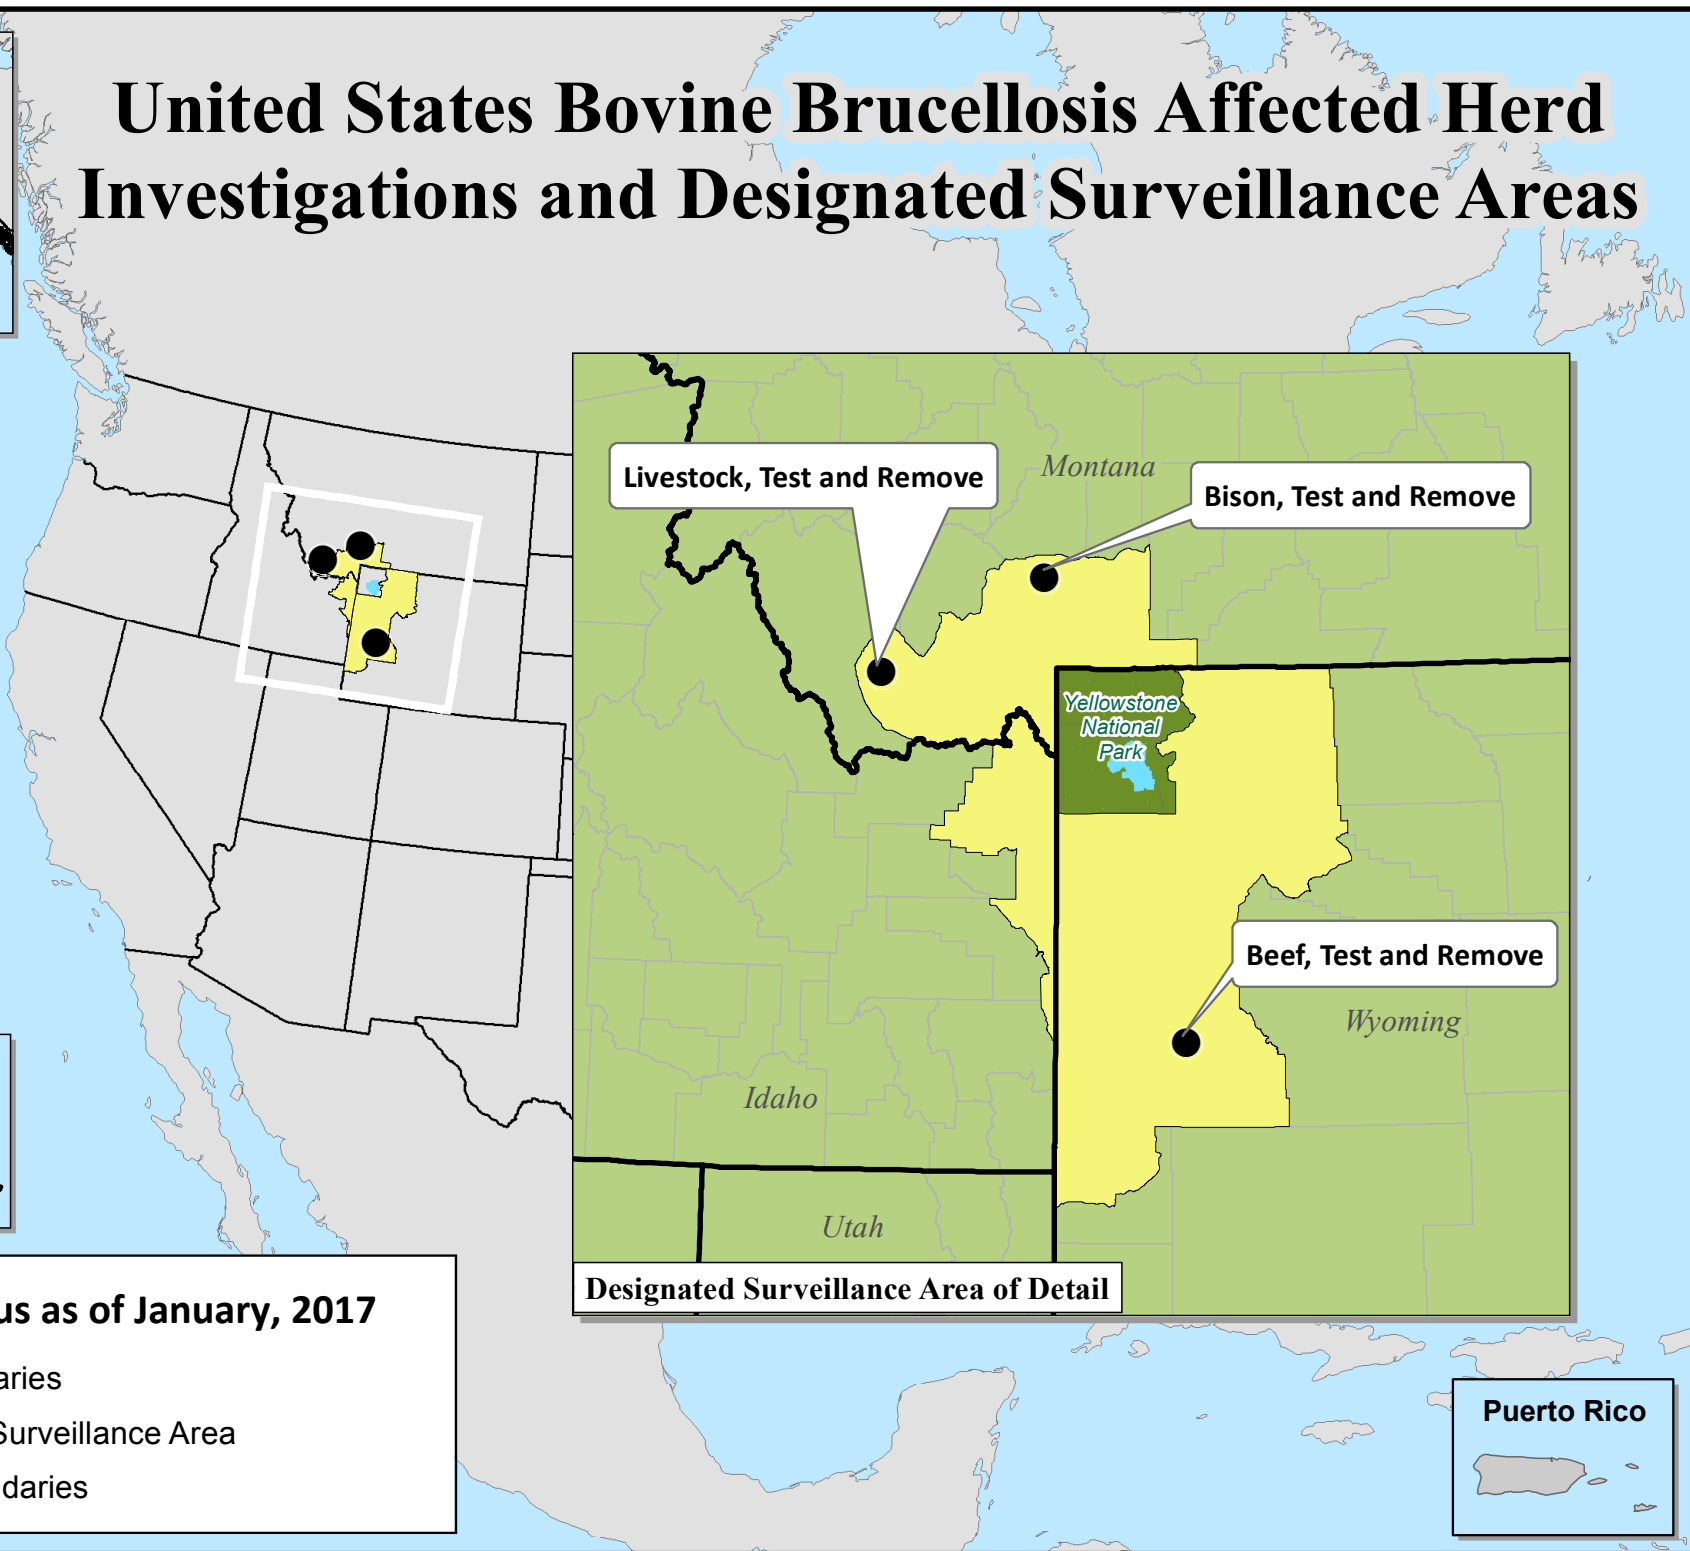 United States Bovine Brucellosis Affected Herd
Investigations and Designated Surveillance Areas
Livestock, Test and Remove
Montana
Bison, Test and Remove
Yellowstone
National
Park
Beef, Test and Remove
Wyoming
Idaho
Utah
Designated Surveillance Area of Detail
us as of January, 2017
aries
Surveillance Area
daries
Puerto Rico